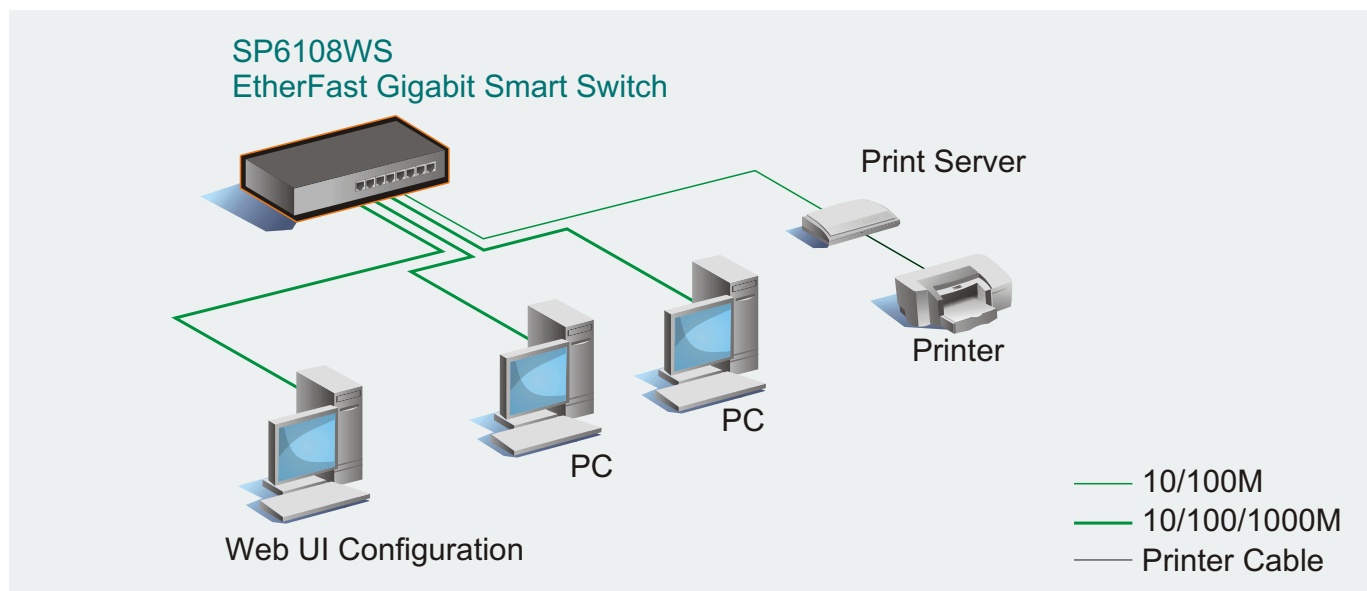 SP6108WS
EtherFast Gigabit Smart Switch
Print Server
Printer
PC
PC
Web UI Configuration
10/100M
10/100/1000M
Printer Cable